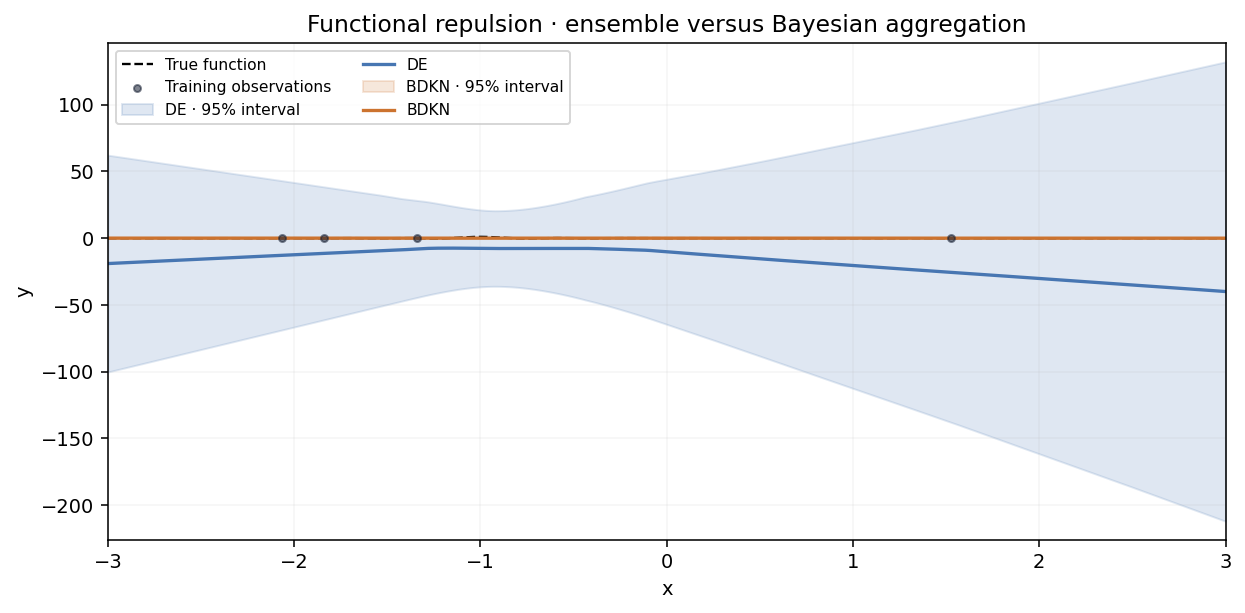 Functional repulsion · ensemble versus Bayesian aggregation
True function
Training observations
DE · 95% interval
DE
BDKN · 95% interval
BDKN
100
50
0
−50
−100
−150
−200
y
−3 −2 −1 0 1 2 3
x